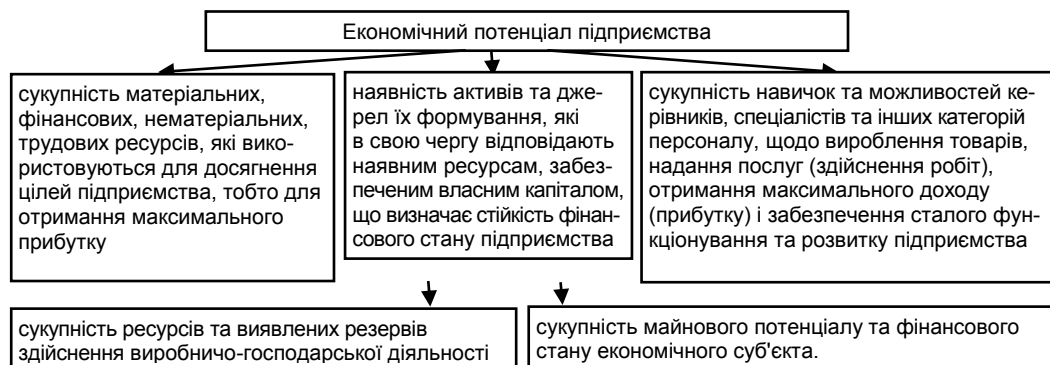 Економічний потенціал підприємства
сукупність матеріальних,
фінансових, нематеріальних,
трудових ресурсів, які вико-
ристовуються для досягнення
цілей підприємства, тобто для
отримання максимального
прибутку
наявність активів та дже-
рел їх формування, які
в свою чергу відповідають
наявним ресурсам, забез-
печеним власним капіталом,
що визначає стійкість фінан-
сового стану підприємства
сукупність навичок та можливостей ке-
рівників, спеціалістів та інших категорій
персоналу, щодо вироблення товарів,
надання послуг (здійснення робіт),
отримання максимального доходу
(прибутку) і забезпечення сталого фун-
кціонування та розвитку підприємства
сукупність ресурсів та виявлених резервів
здійснення виробничо-господарської діяльності
сукупність майнового потенціалу та фінансового
стану економічного суб'єкта.